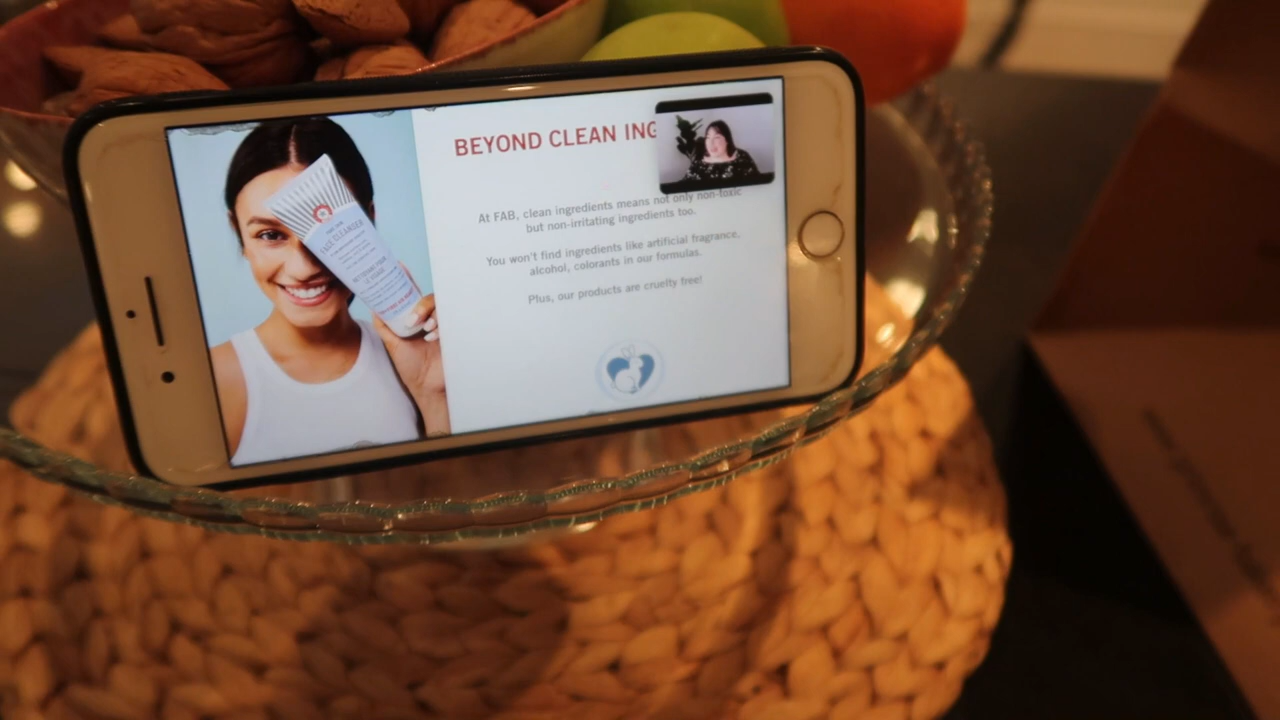 BEYOND CLEAN ING
At FAB, clean ingredients means not only non-toxic
but non-irritating ingredients too.
You won't find ingredients like artificial fragrance,
alcohol, colorants in our formulas.
Plus, our products are cruelty free!
FACE CLEANSER